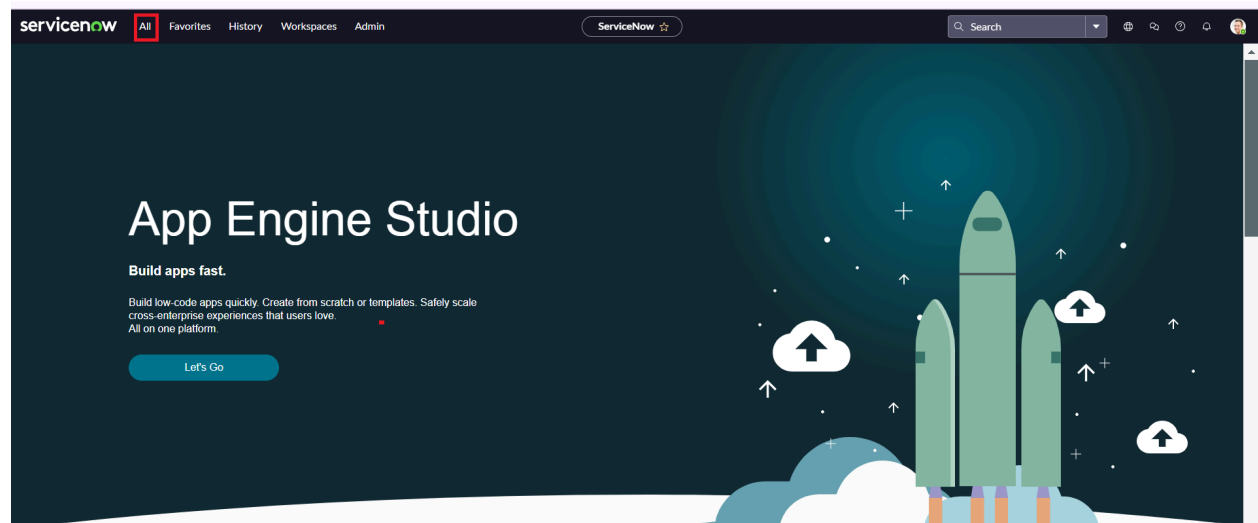 servicenow All Favorites History Workspaces Admin ServiceNow Search
App Engine Studio
Build apps fast.
Build low-code apps quickly. Create from scratch or templates. Safely scale
cross-enterprise experiences that users love.
All on one platform.
Let's Go